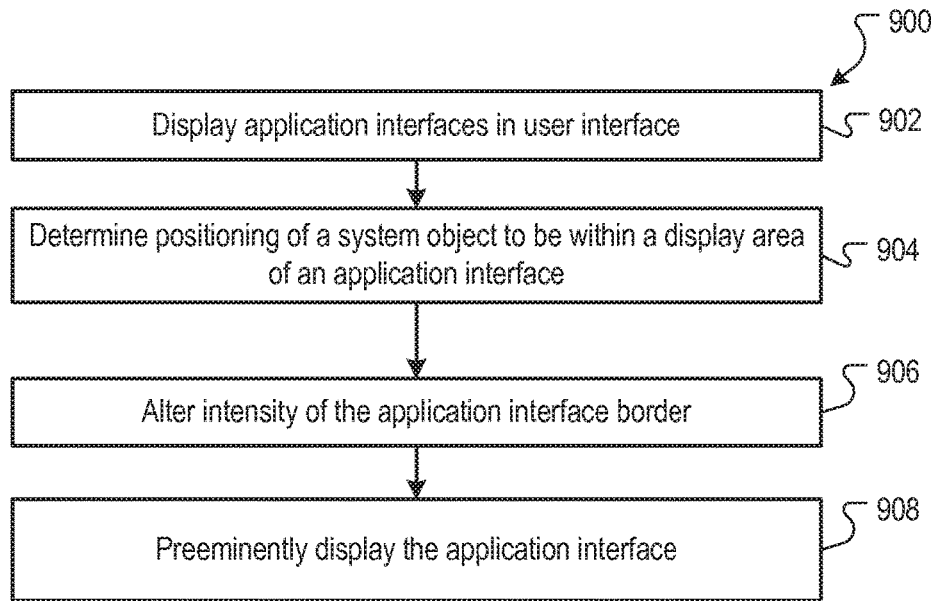 900
Display application interfaces in user interface
902
Determine positioning of a system object to be within a display area
of an application interface
904
Alter intensity of the application interface border
906
Preeminently display the application interface
908